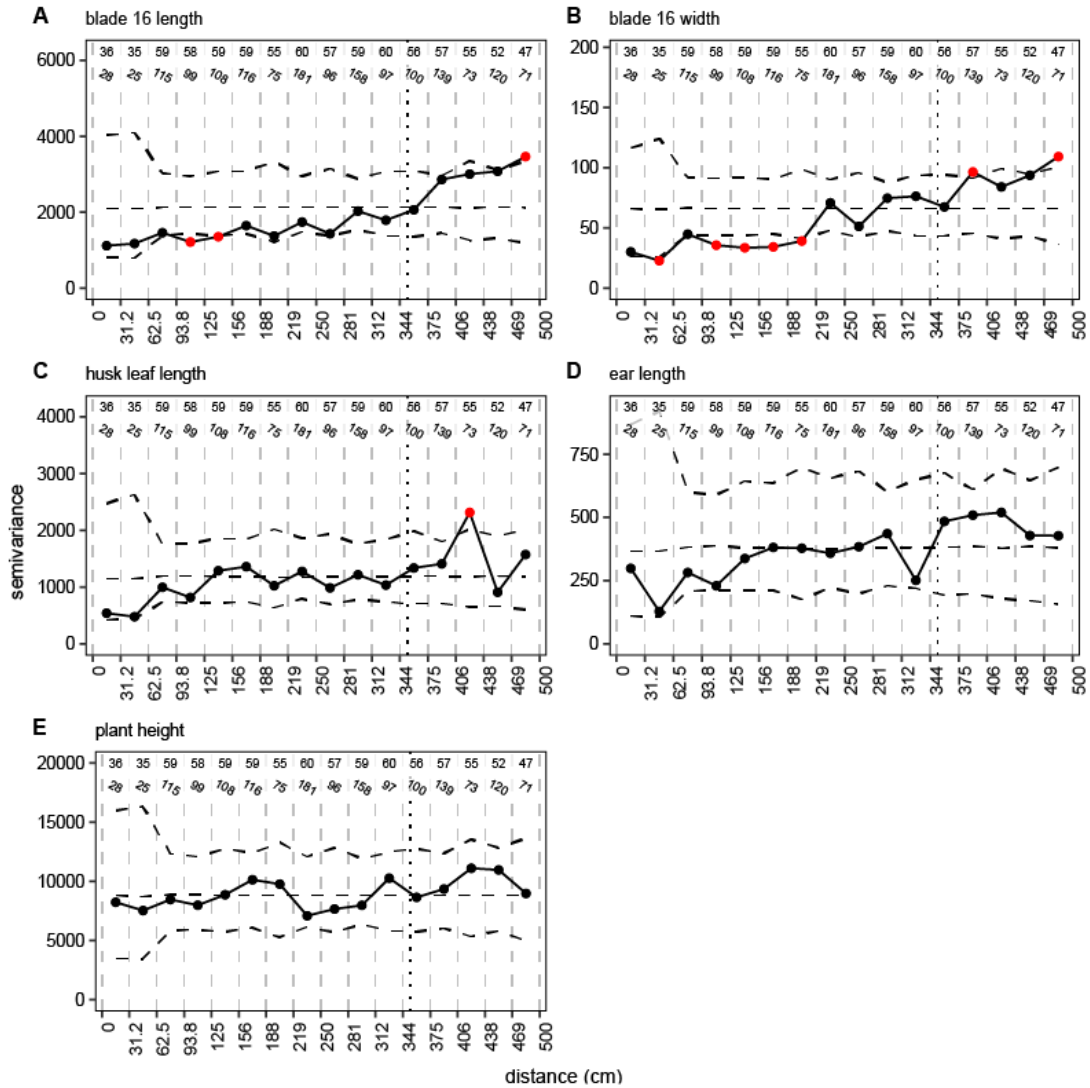 A blade 16 length
36 35 59 58 59 59 55 60 57 59 60 56 57 55 52 47
28 25 115 99 108 116 75 181 96 158 97 100 139 73 120 71
6000
4000
2000
0
0 31.2 62.5 93.8 125 156 188 219 250 281 312 344 375 406 438 469 500
B blade 16 width
36 35 59 58 59 59 55 60 57 59 60 56 57 55 52 47
28 25 115 99 108 116 75 181 96 158 97 100 139 73 120 71
200
150
100
50
0
0 31.2 62.5 93.8 125 156 188 219 250 281 312 344 375 406 438 469 500
C husk leaf length
36 35 59 58 59 59 55 60 57 59 60 56 57 55 52 47
28 25 115 99 108 116 75 181 96 158 97 100 139 73 120 71
4000
3000
2000
1000
0
0 31.2 62.5 93.8 125 156 188 219 250 281 312 344 375 406 438 469 500
D ear length
36 35 59 58 59 59 55 60 57 59 60 56 57 55 52 47
28 25 115 99 108 116 75 181 96 158 97 100 139 73 120 71
750
500
250
0
0 31.2 62.5 93.8 125 156 188 219 250 281 312 344 375 406 438 469 500
semivariance
E plant height
36 35 59 58 59 59 55 60 57 59 60 56 57 55 52 47
28 25 115 99 108 116 75 181 96 158 97 100 139 73 120 71
20000
15000
10000
5000
0
0 31.2 62.5 93.8 125 156 188 219 250 281 312 344 375 406 438 469 500
distance (cm)